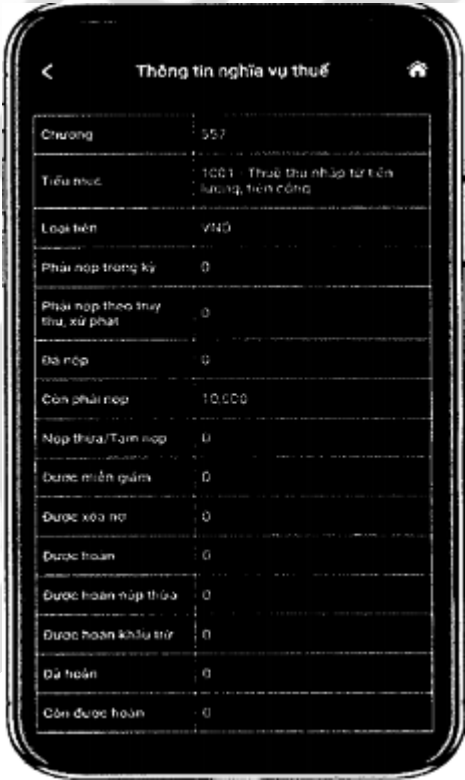 Thông tin nghĩa vụ thuế
Chương 557
Tiểu mục 1001 - Thuế thu nhập từ tiền
lương, tiền công
Loại tiền VND
Phải nộp trong kỳ 0
Phải nộp theo truy
thu, xử phạt 0
Đã nộp 0
Còn phải nộp 10,000
Nộp thừa/Tạm nộp 0
Được miễn giảm 0
Được xóa nợ 0
Được hoàn 0
Được hoàn nộp thừa 0
Được hoàn khấu trừ 0
Đã hoàn 0
Còn được hoàn 0